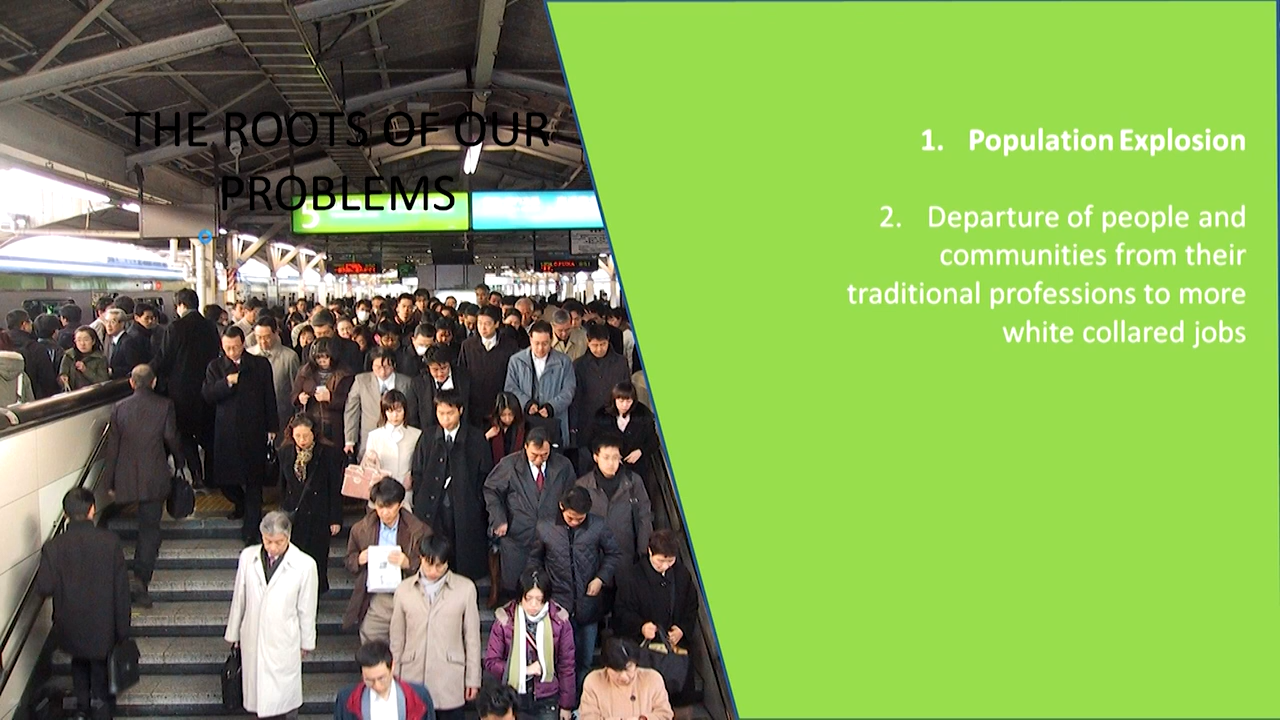 THE ROOTS OF OUR
PROBLEMS
5
1. Population Explosion
2. Departure of people and
communities from their
traditional professions to more
white collared jobs